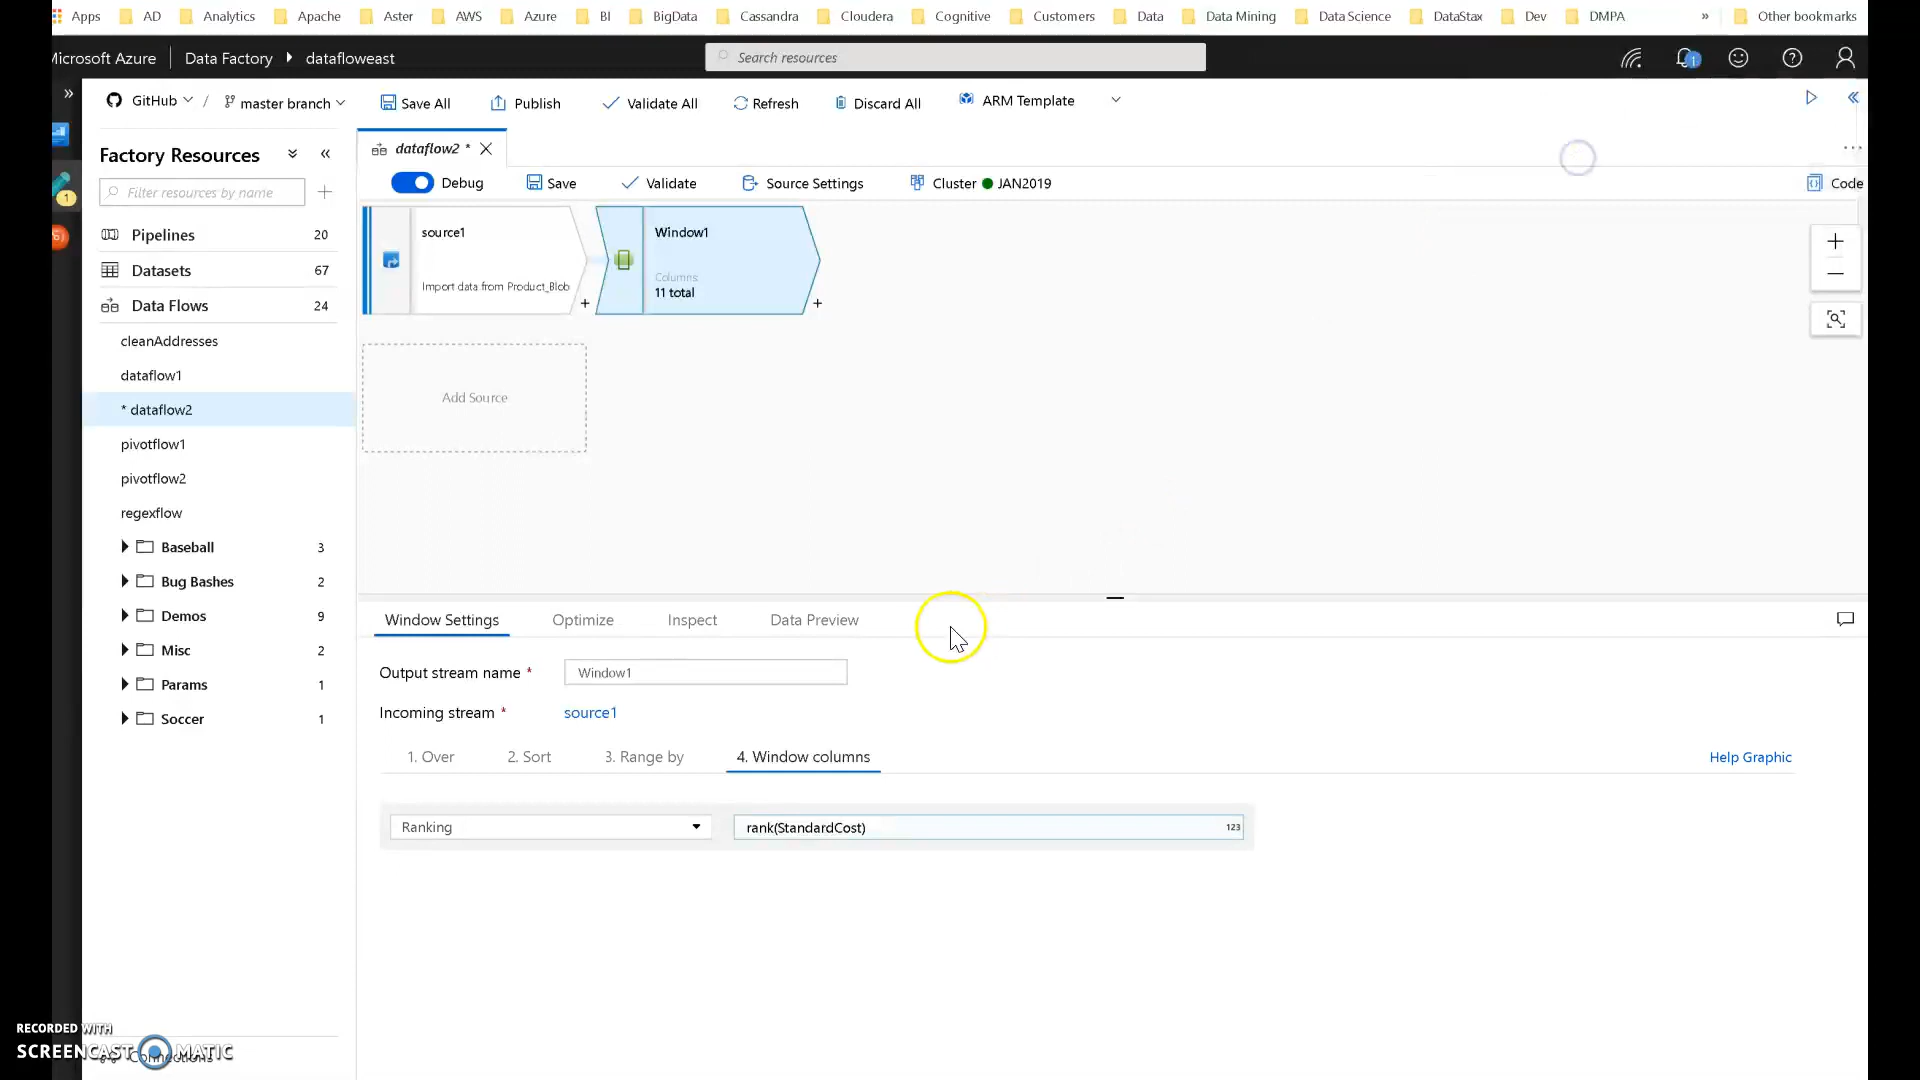 Apps AD Analytics Apache Aster AWS Azure BI BigData Cassandra Cloudera Cognitive Customers Data Data Mining Data Science DataStax Dev DMPA » Other bookmarks
Microsoft Azure Data Factory datafloweast Search resources 1
» GitHub / master branch Save All Publish Validate All Refresh Discard All ARM Template «
Factory Resources «
dataflow2 *
Filter resources by name
Debug Save Validate Source Settings Cluster JAN2019 Code
1
Pipelines 20
Datasets 67
Data Flows 24
cleanAddresses
dataflow1
* dataflow2
pivotflow1
pivotflow2
regexflow
Baseball 3
Bug Bashes 2
Demos 9
Misc 2
Params 1
Soccer 1
Connections
source1
Import data from Product_Blob
+
Window1
Columns:
11 total
+
Add Source
Window Settings Optimize Inspect Data Preview
Output stream name * Window1
Incoming stream * source1
1. Over 2. Sort 3. Range by 4. Window columns Help Graphic
Ranking rank(StandardCost) 123
RECORDED WITH
SCREENCAST MATIC